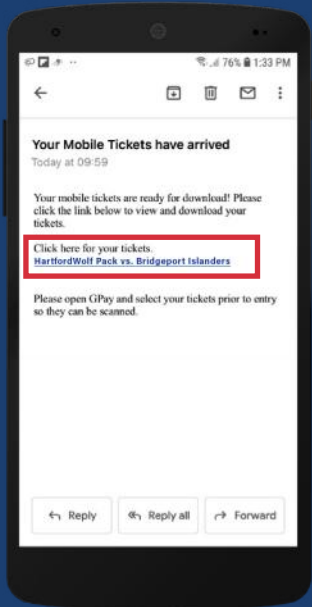 76% 1:33 PM
Your Mobile Tickets have arrived
Today at 09:59
Your mobile tickets are ready for download! Please
click the link below to view and download your
tickets.
Click here for your tickets.
HartfordWolf Pack vs. Bridgeport Islanders
Please open GPay and select your tickets prior to entry
so they can be scanned.
Reply
Reply all
Forward